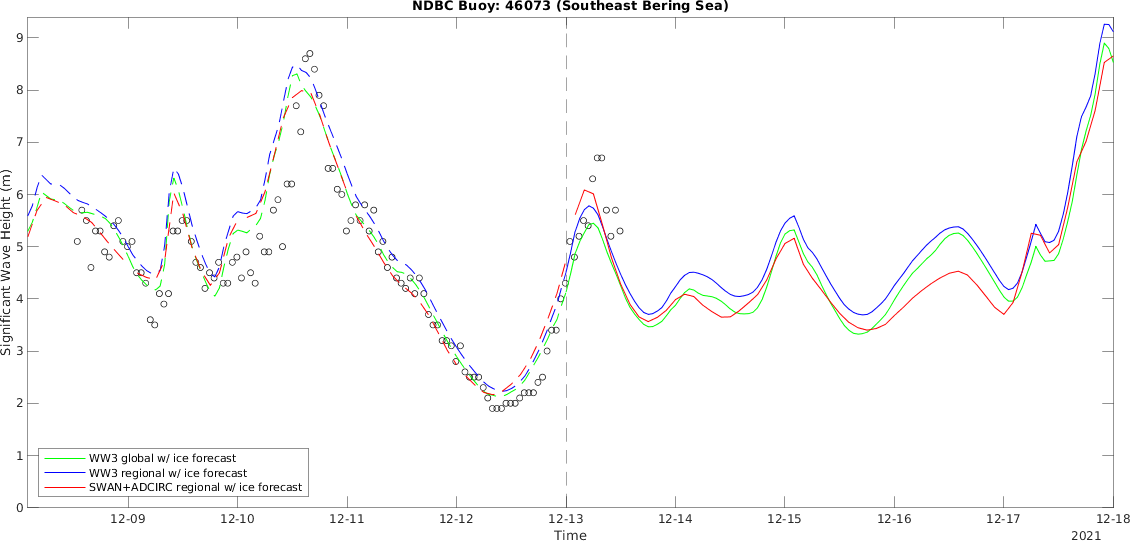 NDBC Buoy: 46073 (Southeast Bering Sea)
Significant Wave Height (m)
9
8
7
6
5
4
3
2
1
0
WW3 global w/ ice forecast
WW3 regional w/ ice forecast
SWAN+ADCIRC regional w/ ice forecast
12-09 12-10 12-11 12-12 12-13 12-14 12-15 12-16 12-17 12-18
Time
2021